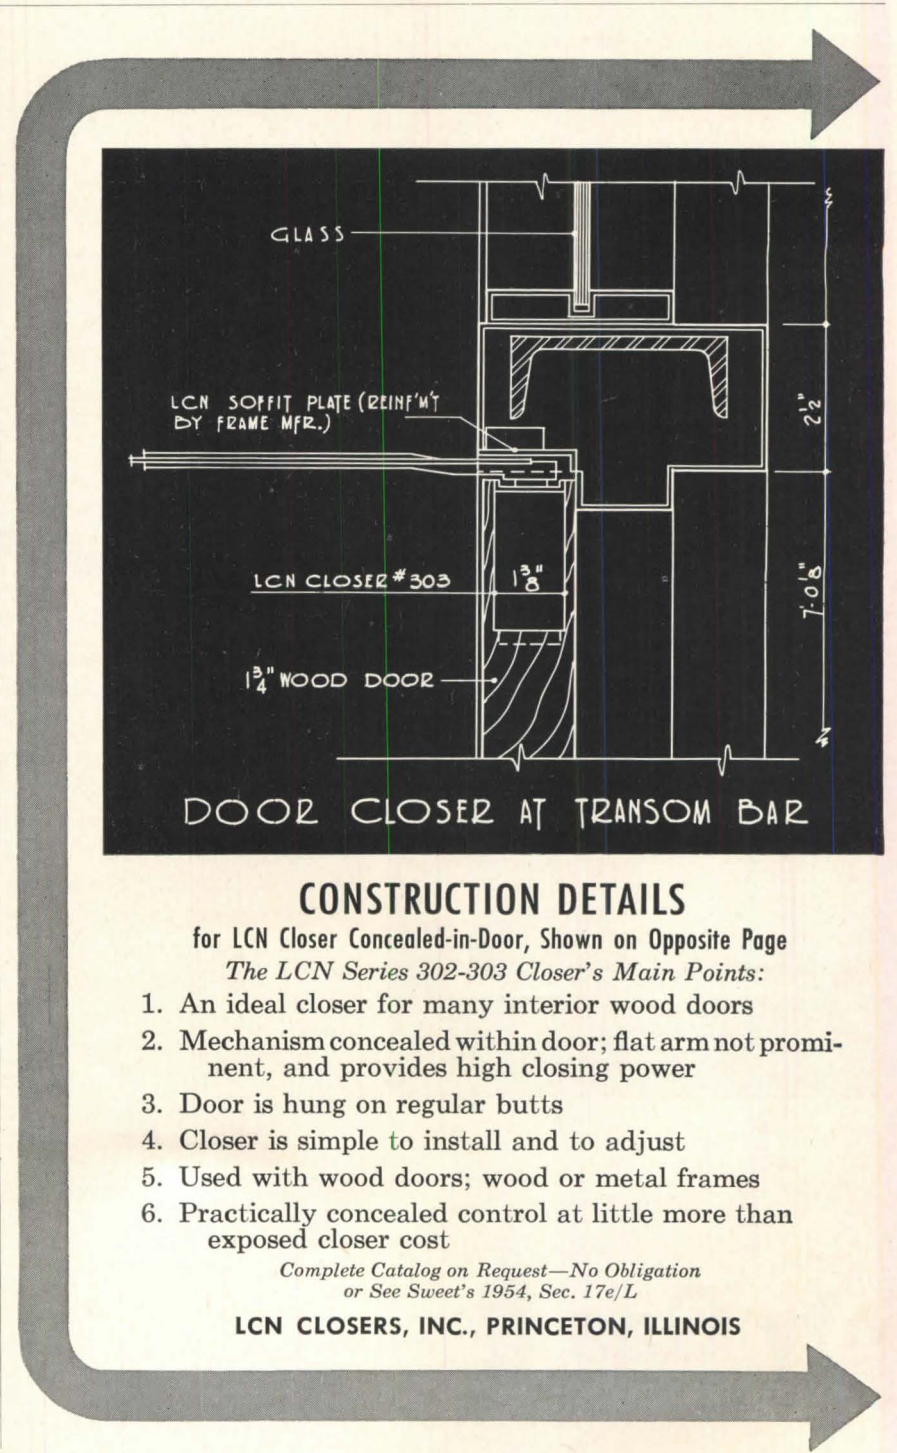 GLASS
LCN SOFFIT PLATE (REINF'M'T
BY FRAME MFR.)
2½"
LCN CLOSER #303
1⅜"
7'-0⅛"
1¾" WOOD DOOR
DOOR CLOSER AT TRANSOM BAR
CONSTRUCTION DETAILS
for LCN Closer Concealed-in-Door, Shown on Opposite Page
The LCN Series 302-303 Closer's Main Points:
1. An ideal closer for many interior wood doors
2. Mechanism concealed within door; flat arm not promi-
nent, and provides high closing power
3. Door is hung on regular butts
4. Closer is simple to install and to adjust
5. Used with wood doors; wood or metal frames
6. Practically concealed control at little more than
exposed closer cost
Complete Catalog on Request—No Obligation
or See Sweet's 1954, Sec. 17e/L
LCN CLOSERS, INC., PRINCETON, ILLINOIS